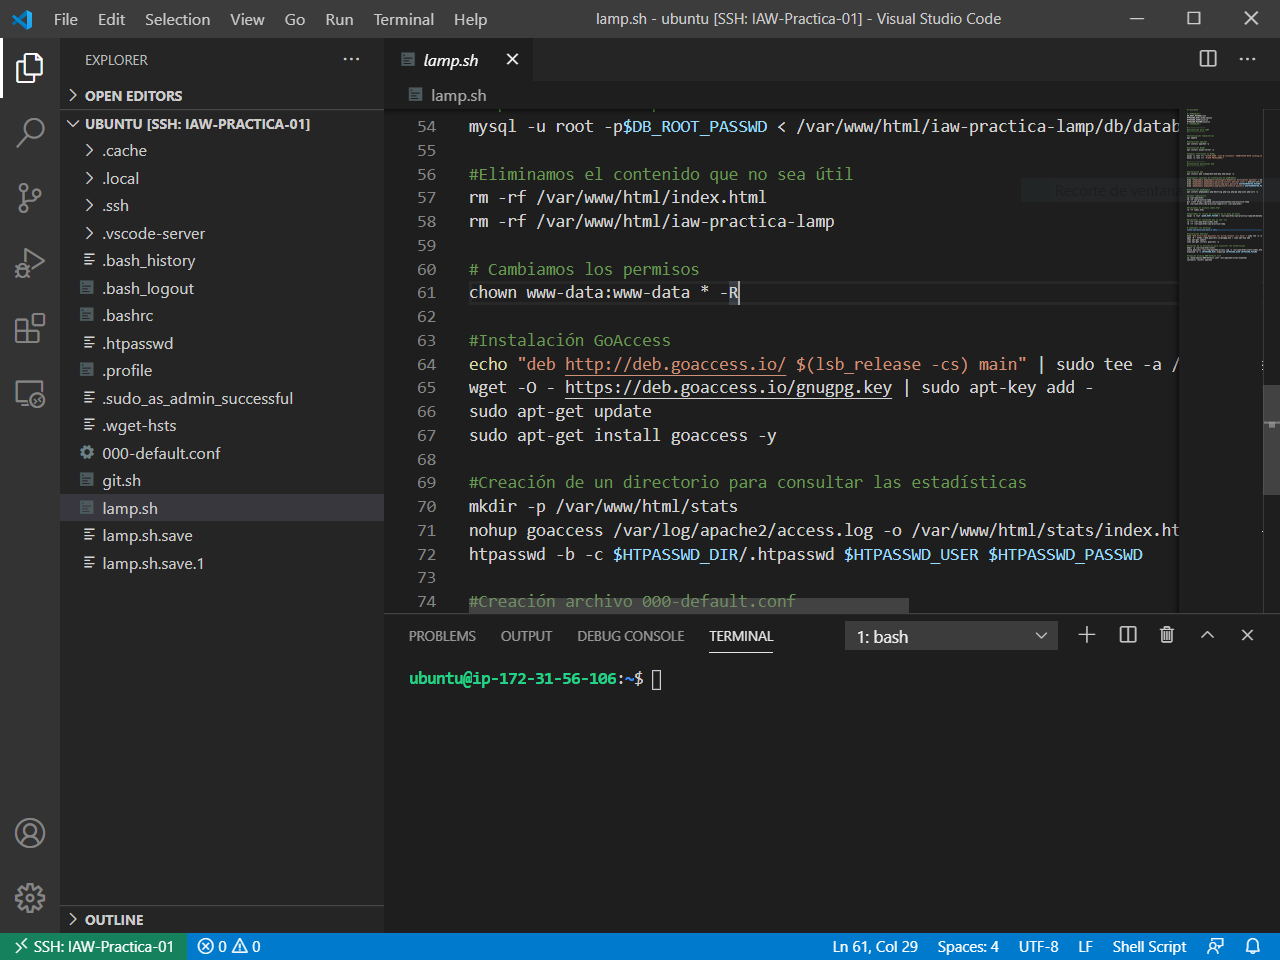 File Edit Selection View Go Run Terminal Help lamp.sh - ubuntu [SSH: IAW-Practica-01] - Visual Studio Code
EXPLORER
OPEN EDITORS
UBUNTU [SSH: IAW-PRACTICA-01]
.cache
.local
.ssh
.vscode-server
.bash_history
.bash_logout
.bashrc
.htpasswd
.profile
.sudo_as_admin_successful
.wget-hsts
000-default.conf
git.sh
lamp.sh
lamp.sh.save
lamp.sh.save.1
OUTLINE
lamp.sh
lamp.sh
54 mysql -u root -p$DB_ROOT_PASSWD < /var/www/html/iaw-practica-lamp/db/datab
55
56 #Eliminamos el contenido que no sea útil
57 rm -rf /var/www/html/index.html
58 rm -rf /var/www/html/iaw-practica-lamp
59
60 # Cambiamos los permisos
61 chown www-data:www-data * -R
62
63 #Instalación GoAccess
64 echo "deb http://deb.goaccess.io/ $(lsb_release -cs) main" | sudo tee -a /
65 wget -O - https://deb.goaccess.io/gnugpg.key | sudo apt-key add -
66 sudo apt-get update
67 sudo apt-get install goaccess -y
68
69 #Creación de un directorio para consultar las estadísticas
70 mkdir -p /var/www/html/stats
71 nohup goaccess /var/log/apache2/access.log -o /var/www/html/stats/index.ht
72 htpasswd -b -c $HTPASSWD_DIR/.htpasswd $HTPASSWD_USER $HTPASSWD_PASSWD
73
74 #Creación archivo 000-default.conf
Recorte de ventana
PROBLEMS OUTPUT DEBUG CONSOLE TERMINAL 1: bash
ubuntu@ip-172-31-56-106:~$
SSH: IAW-Practica-01 0 0 Ln 61, Col 29 Spaces: 4 UTF-8 LF Shell Script